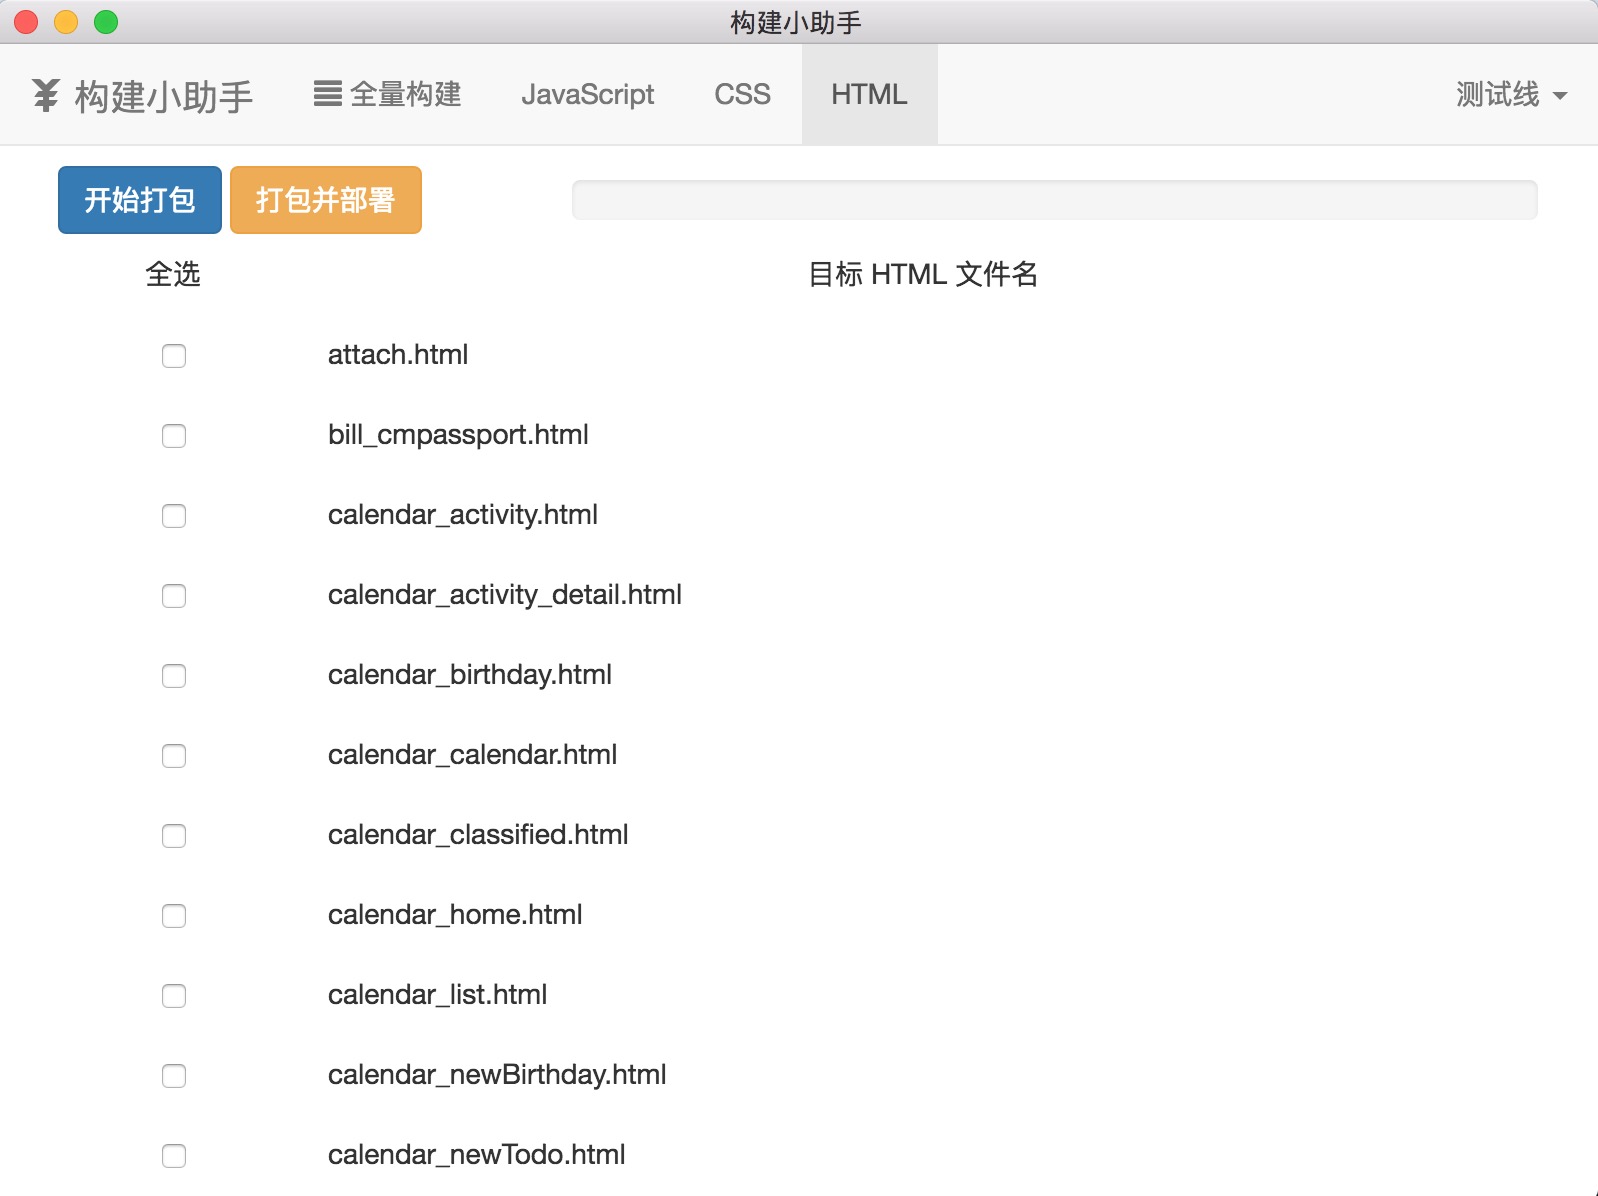 构建小助手
构建小助手 全量构建 JavaScript CSS HTML 测试线
开始打包 打包并部署
全选 目标 HTML 文件名
attach.html
bill_cmpassport.html
calendar_activity.html
calendar_activity_detail.html
calendar_birthday.html
calendar_calendar.html
calendar_classified.html
calendar_home.html
calendar_list.html
calendar_newBirthday.html
calendar_newTodo.html